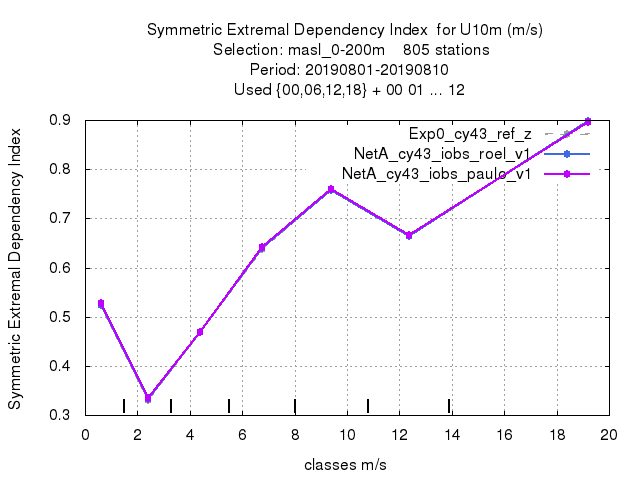 Symmetric Extremal Dependency Index  for U10m (m/s)
Selection: masl_0-200m    805 stations
Period: 20190801-20190810
Used {00,06,12,18} + 00 01 ... 12
Symmetric Extremal Dependency Index
0.9
0.8
0.7
0.6
0.5
0.4
0.3
Exp0_cy43_ref_z
NetA_cy43_iobs_roel_v1
NetA_cy43_iobs_paulo_v1
0 2 4 6 8 10 12 14 16 18 20
classes m/s